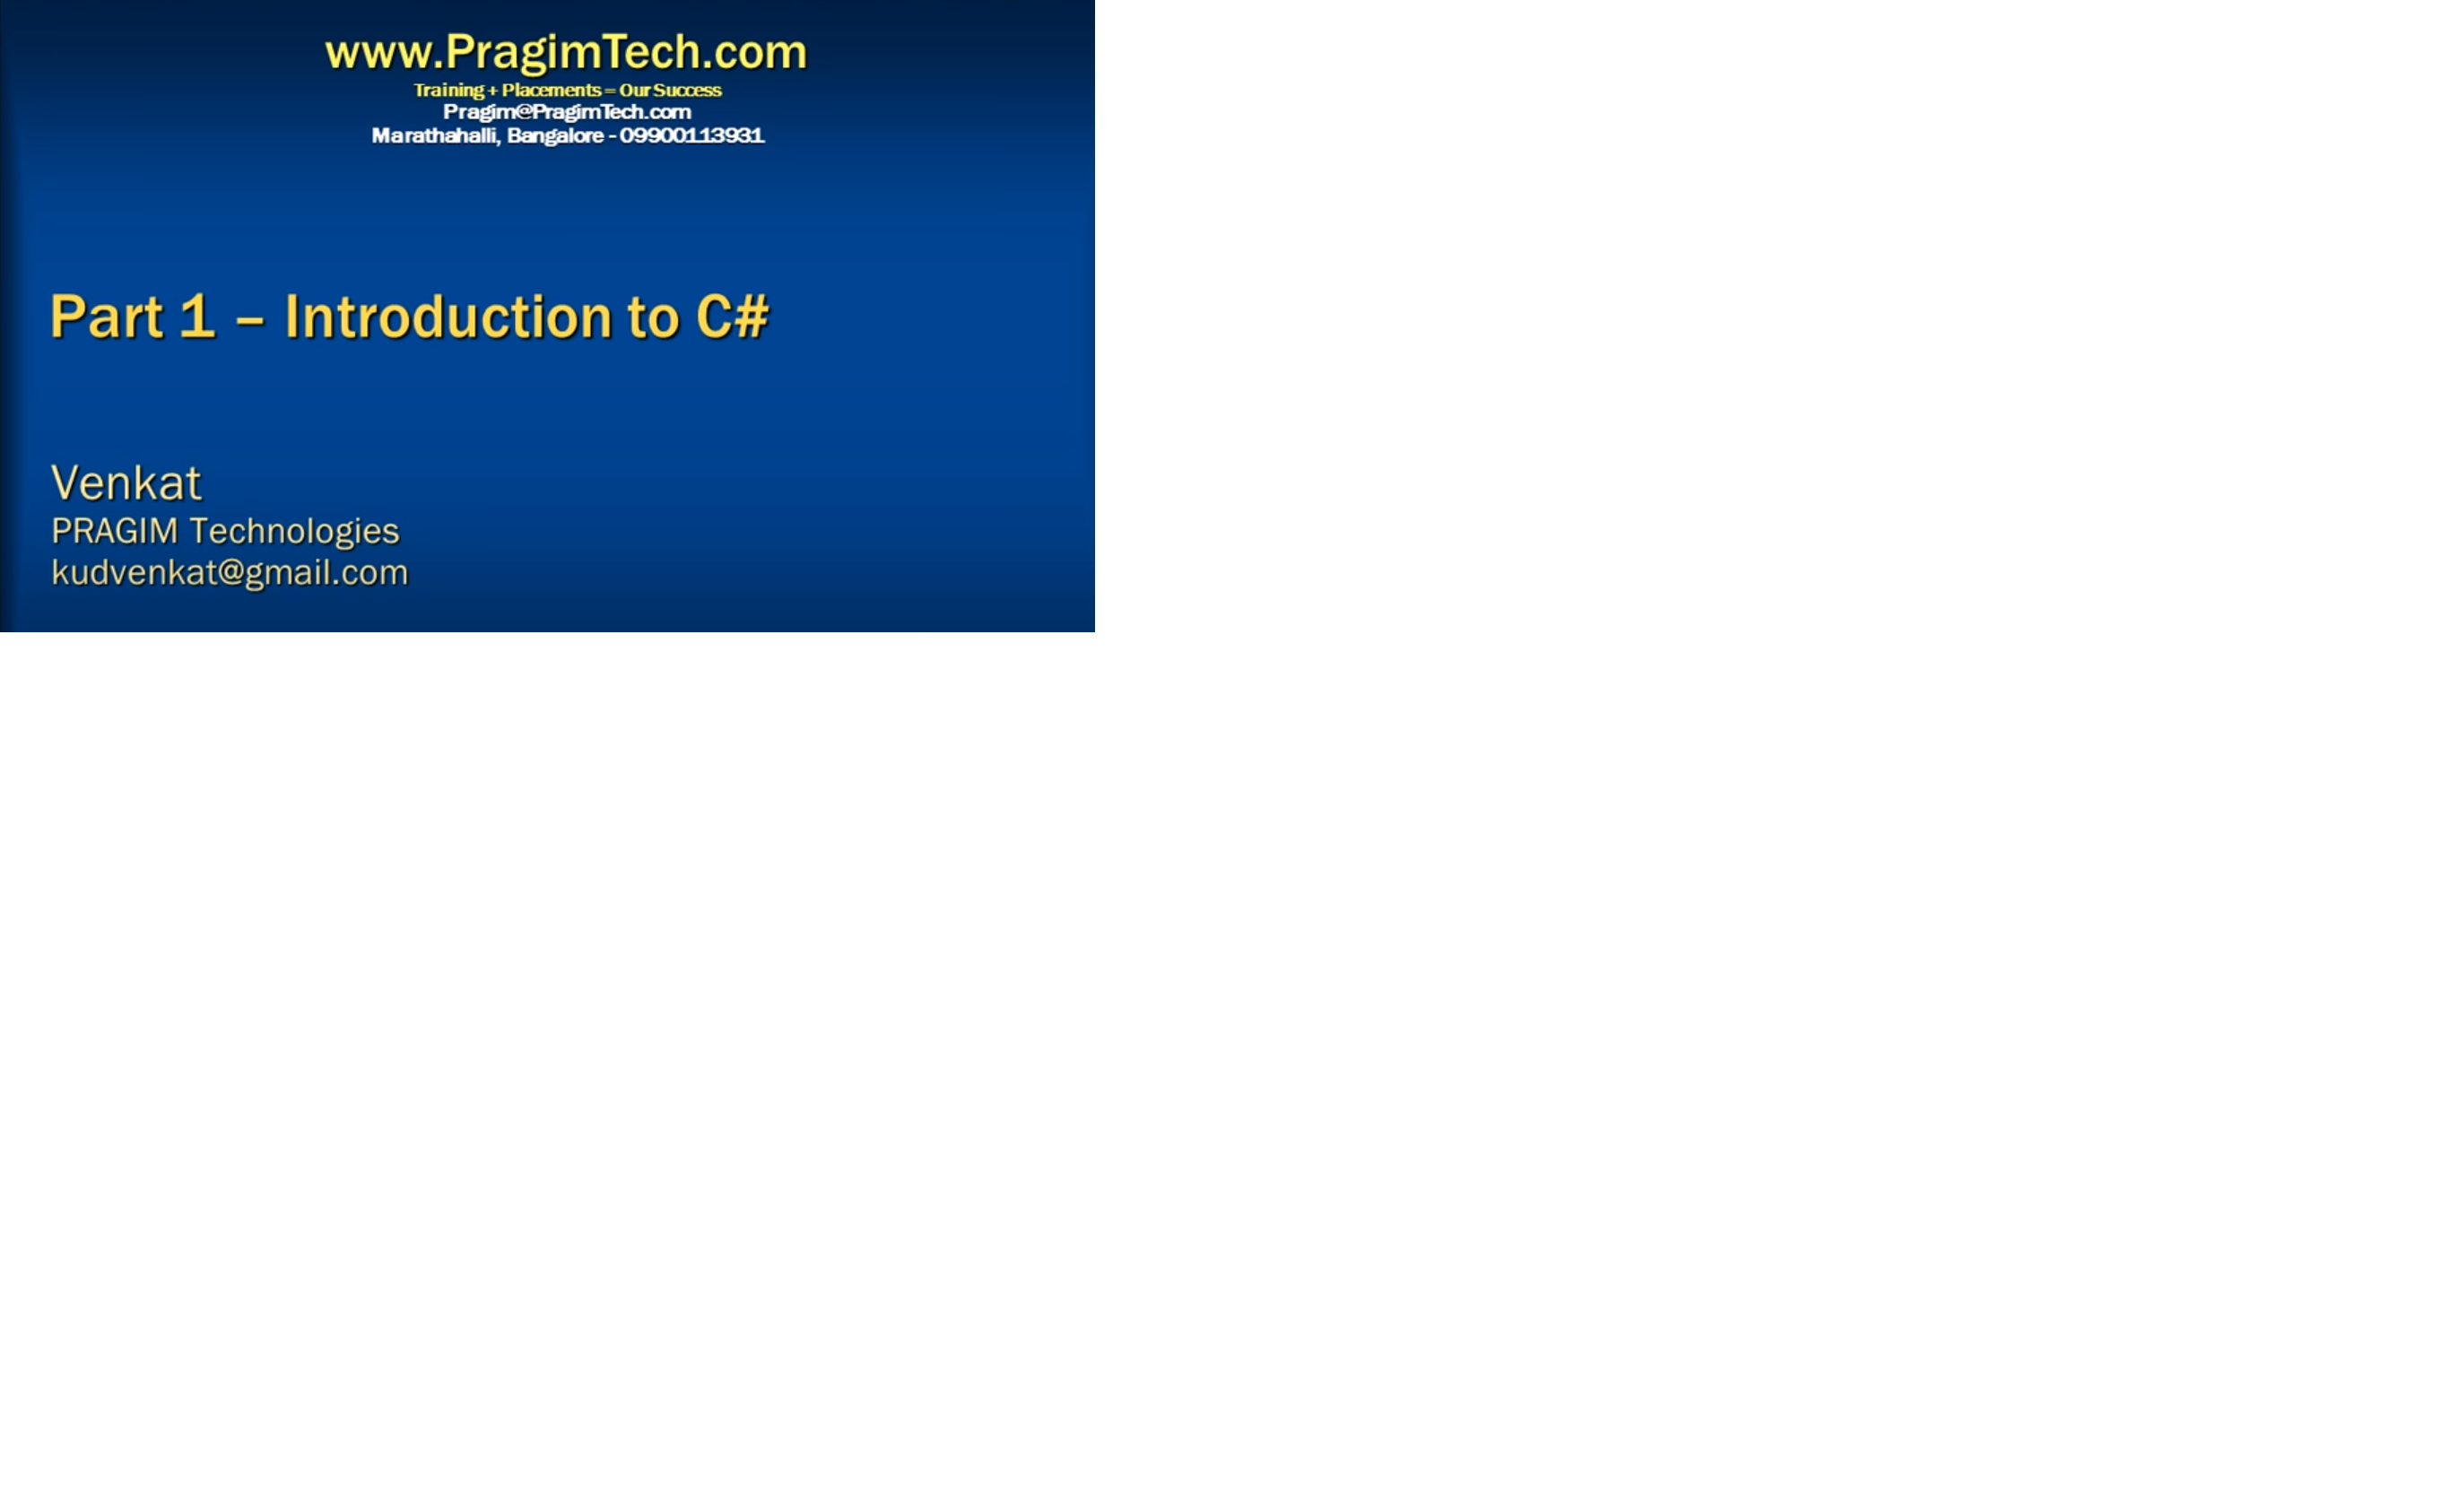 www.PragimTech.com
Training + Placements = Our Success
Pragim@PragimTech.com
Marathahalli, Bangalore - 09900113931
Part 1 – Introduction to C#
Venkat
PRAGIM Technologies
kudvenkat@gmail.com